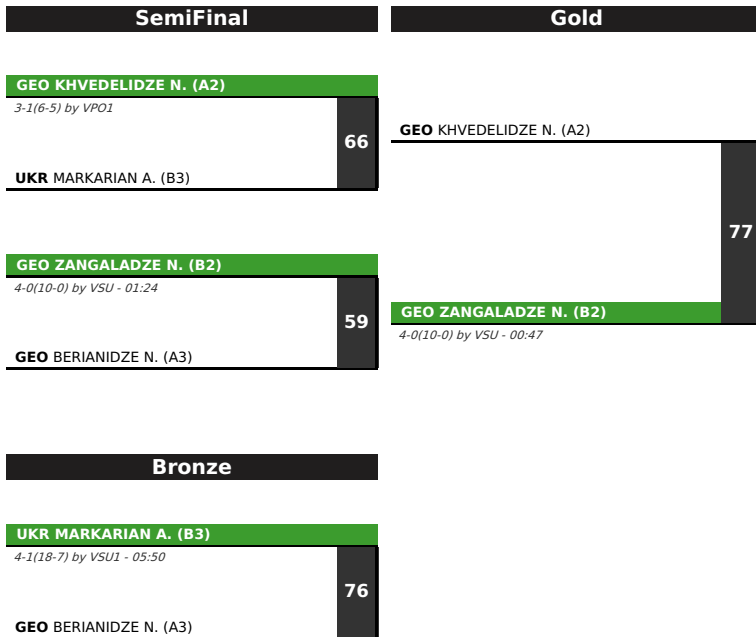 SemiFinal
GEO KHVEDELIDZE N. (A2)
3-1(6-5) by VPO1
66
UKR MARKARIAN A. (B3)
GEO ZANGALADZE N. (B2)
4-0(10-0) by VSU - 01:24
59
GEO BERIANIDZE N. (A3)
Gold
GEO KHVEDELIDZE N. (A2)
77
GEO ZANGALADZE N. (B2)
4-0(10-0) by VSU - 00:47
Bronze
UKR MARKARIAN A. (B3)
4-1(18-7) by VSU1 - 05:50
76
GEO BERIANIDZE N. (A3)